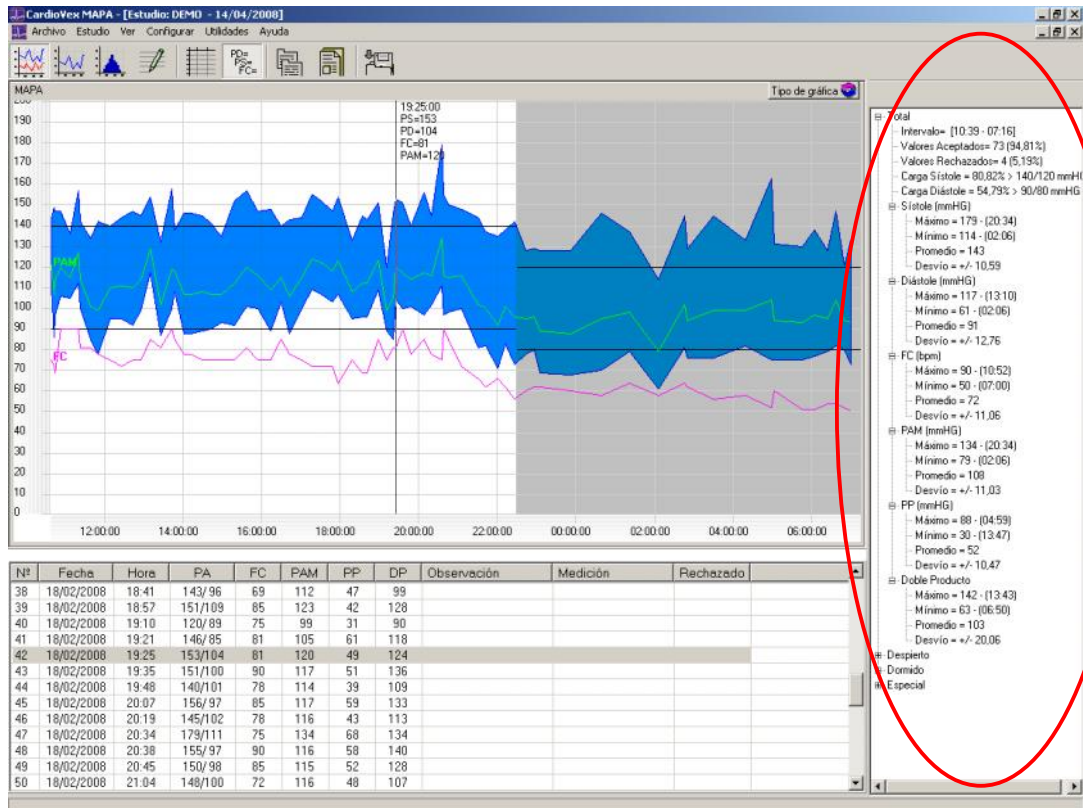 CardioVex MAPA - [Estudio: DEMO - 14/04/2008]
Archivo Estudio Ver Configurar Utilidades Ayuda
PD=
PS=
FC=
MAPA
Tipo de gráfica
200
190
180
170
160
150
140
130
120
110
100
90
80
70
60
50
40
30
20
10
0
19:25:00
PS=153
PD=104
FC=81
PAM=120
PAM
FC
12:00:00 14:00:00 16:00:00 18:00:00 20:00:00 22:00:00 00:00:00 02:00:00 04:00:00 06:00:00
Nº Fecha Hora PA FC PAM PP DP Observación Medición Rechazado
38 18/02/2008 18:41 143/ 96 69 112 47 99
39 18/02/2008 18:57 151/109 85 123 42 128
40 18/02/2008 19:10 120/ 89 75 99 31 90
41 18/02/2008 19:21 146/ 85 81 105 61 118
42 18/02/2008 19:25 153/104 81 120 49 124
43 18/02/2008 19:35 151/100 90 117 51 136
44 18/02/2008 19:48 140/101 78 114 39 109
45 18/02/2008 20:07 156/ 97 85 117 59 133
46 18/02/2008 20:19 145/102 78 116 43 113
47 18/02/2008 20:34 179/111 75 134 68 134
48 18/02/2008 20:38 155/ 97 90 116 58 140
49 18/02/2008 20:45 150/ 98 85 115 52 128
50 18/02/2008 21:04 148/100 72 116 48 107
Total
Intervalo= [10:39 - 07:16]
Valores Aceptados= 73 (94,81%)
Valores Rechazados= 4 (5,19%)
Carga Sístole = 80,82% > 140/120 mmHG
Carga Diástole = 54,79% > 90/80 mmHG
Sístole (mmHG)
Máximo = 179 - (20:34)
Mínimo = 114 - (02:06)
Promedio = 143
Desvío = +/- 10,59
Diástole (mmHG)
Máximo = 117 - (13:10)
Mínimo = 61 - (02:06)
Promedio = 91
Desvío = +/- 12,76
FC (bpm)
Máximo = 90 - (10:52)
Mínimo = 50 - (07:00)
Promedio = 72
Desvío = +/- 11,06
PAM (mmHG)
Máximo = 134 - (20:34)
Mínimo = 79 - (02:06)
Promedio = 108
Desvío = +/- 11,03
PP (mmHG)
Máximo = 88 - (04:59)
Mínimo = 30 - (13:47)
Promedio = 52
Desvío = +/- 10,47
Doble Producto
Máximo = 142 - (13:43)
Mínimo = 63 - (06:50)
Promedio = 103
Desvío = +/- 20,06
Despierto
Dormido
Especial